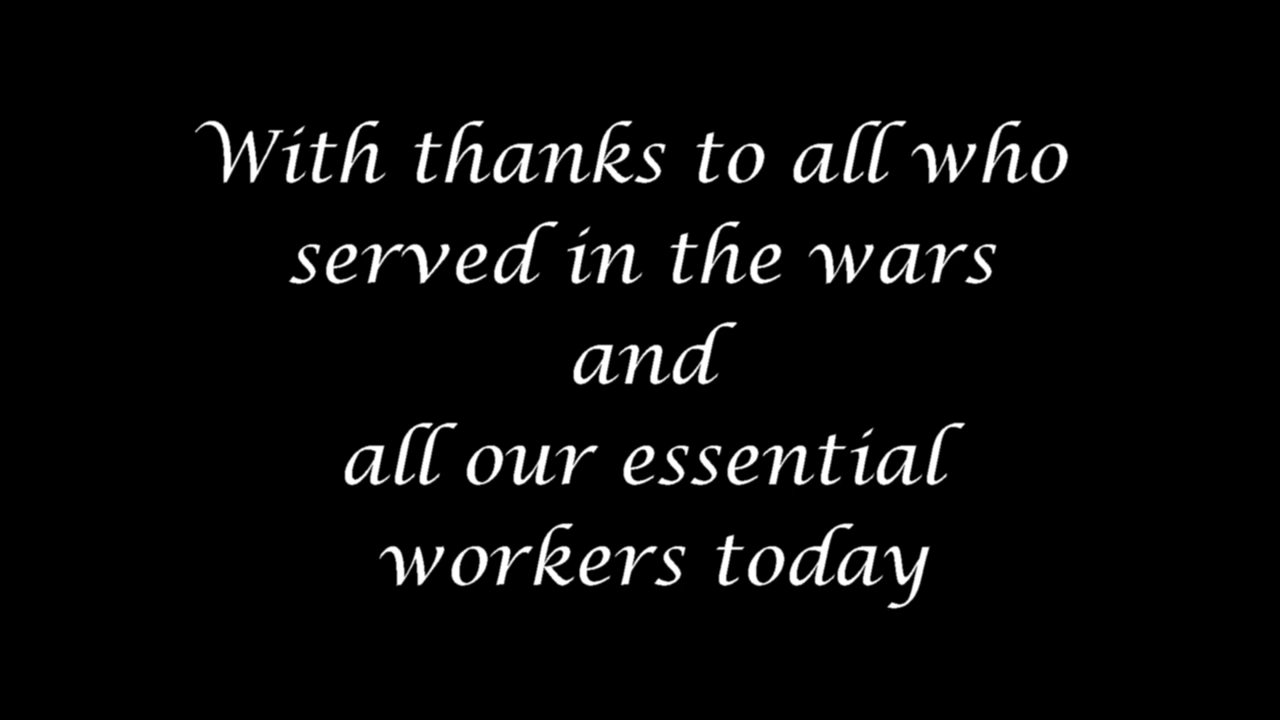 With thanks to all who
served in the wars
and
all our essential
workers today